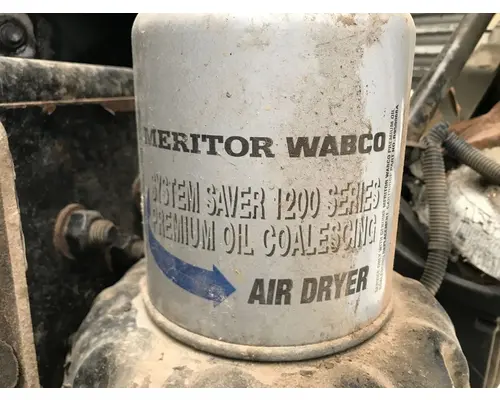 MERITOR WABCO
SYSTEM SAVER 1200 SERIES
PREMIUM OIL COALESCING
AIR DRYER